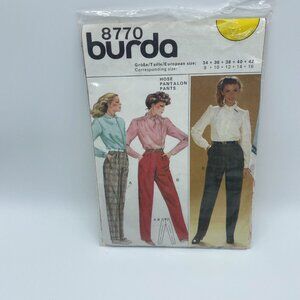 8770
burda
Größe/Taille/European size: 34 • 36 • 38 • 40 • 42
Corresponding size: 8 • 10 • 12 • 14 • 16
HOSE
PANTALON
PANTS